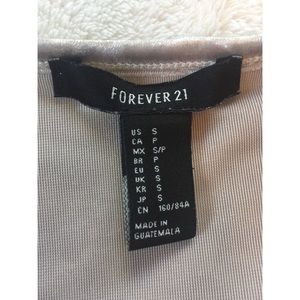 FOREVER 21
US S
CA P
MX S/P
BR P
EU S
UK S
KR S
JP S
CN 160/84A
MADE IN
GUATEMALA